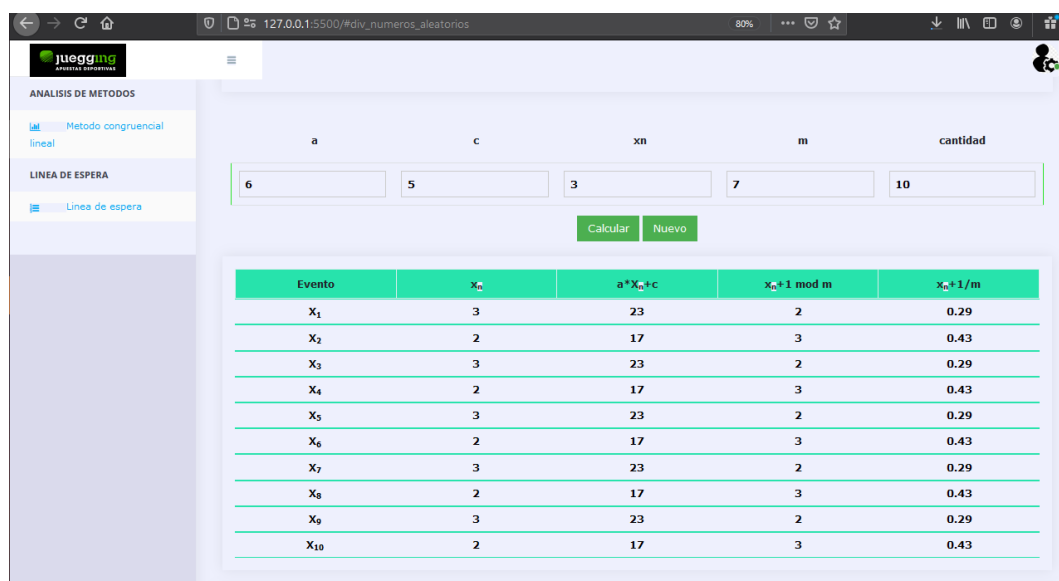 127.0.0.1:5500/#div_numeros_aleatorios
80%
juegging
APUESTAS DEPORTIVAS
ANALISIS DE METODOS
Metodo congruencial
lineal
LINEA DE ESPERA
Linea de espera
a c xn m cantidad
6 5 3 7 10
Calcular Nuevo
Evento xₙ a*Xₙ+c xₙ+1 mod m xₙ+1/m
X₁ 3 23 2 0.29
X₂ 2 17 3 0.43
X₃ 3 23 2 0.29
X₄ 2 17 3 0.43
X₅ 3 23 2 0.29
X₆ 2 17 3 0.43
X₇ 3 23 2 0.29
X₈ 2 17 3 0.43
X₉ 3 23 2 0.29
X₁₀ 2 17 3 0.43